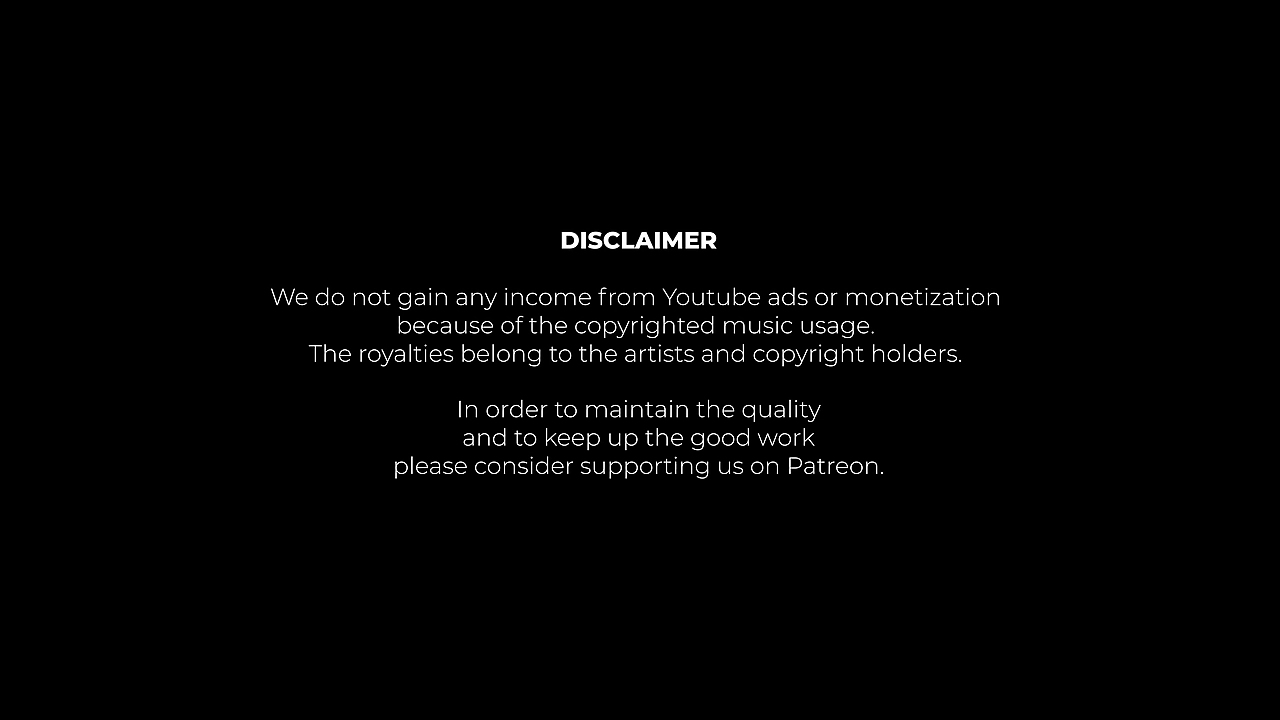 DISCLAIMER
We do not gain any income from Youtube ads or monetization
because of the copyrighted music usage.
The royalties belong to the artists and copyright holders.
In order to maintain the quality
and to keep up the good work
please consider supporting us on Patreon.